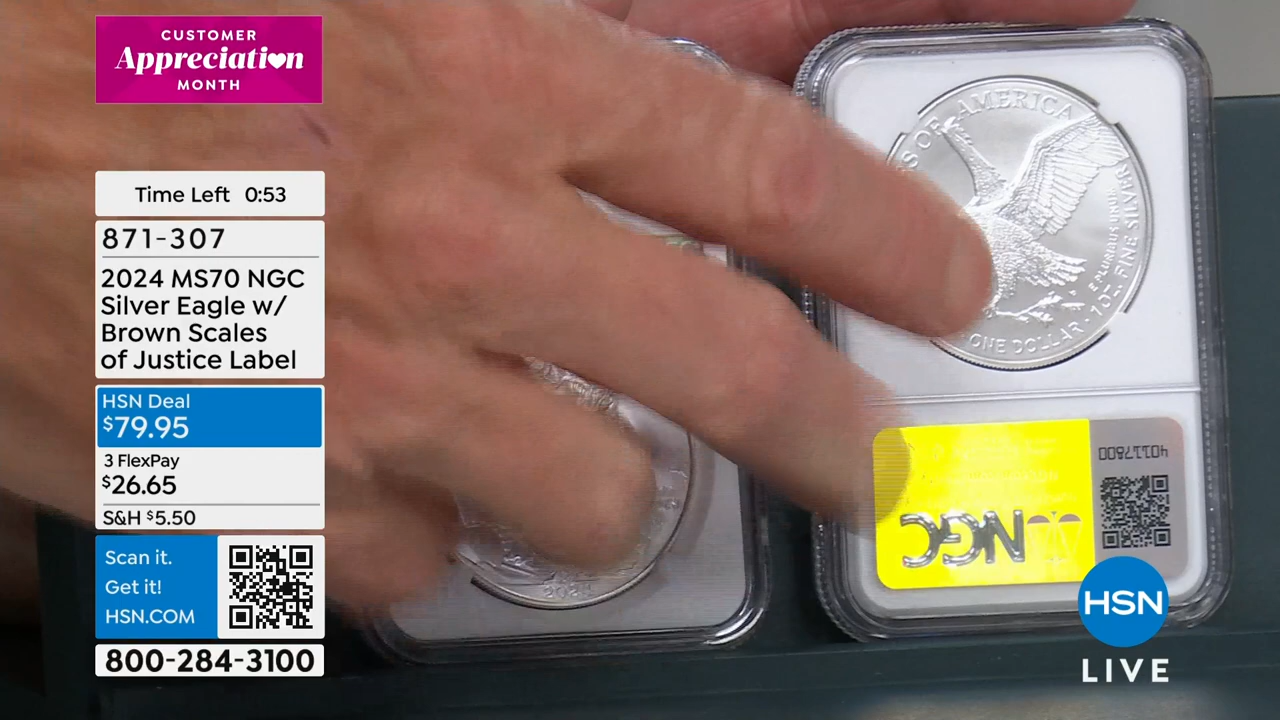 CUSTOMER
Appreciation
MONTH
Time Left 0:53
871-307
2024 MS70 NGC
Silver Eagle w/
Brown Scales
of Justice Label
HSN Deal
$79.95
3 FlexPay
$26.65
S&H $5.50
Scan it.
Get it!
HSN.COM
800-284-3100
OF AMERICA
E PLURIBUS UNUM
1 OZ. FINE SILVER
ONE DOLLAR
NGC
HSN
LIVE